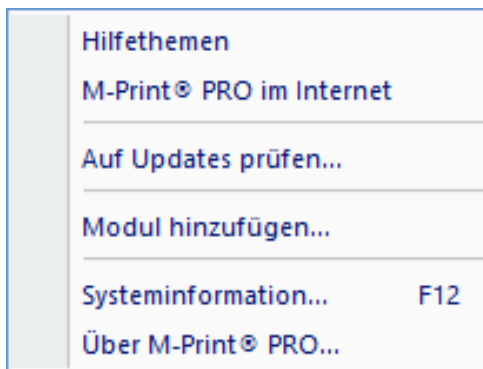 Hilfethemen
M-Print® PRO im Internet
Auf Updates prüfen...
Modul hinzufügen...
Systeminformation... F12
Über M-Print® PRO...